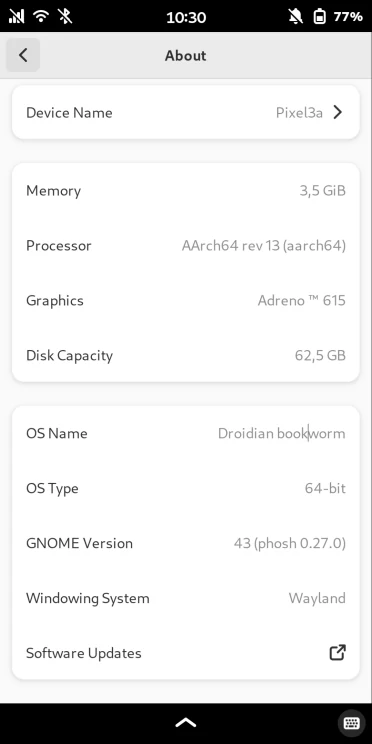 10:30
77%
About
Device Name Pixel3a
Memory 3,5 GiB
Processor AArch64 rev 13 (aarch64)
Graphics Adreno ™ 615
Disk Capacity 62,5 GB
OS Name Droidian bookworm
OS Type 64-bit
GNOME Version 43 (phosh 0.27.0)
Windowing System Wayland
Software Updates